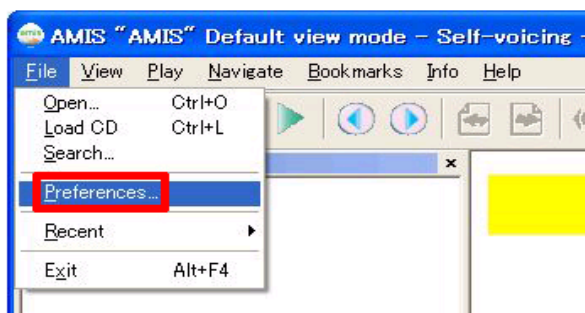 AMIS "AMIS" Default view mode - Self-voicing -
File View Play Navigate Bookmarks Info Help
Open... Ctrl+O
Load CD Ctrl+L
Search...
Preferences...
Recent
Exit Alt+F4